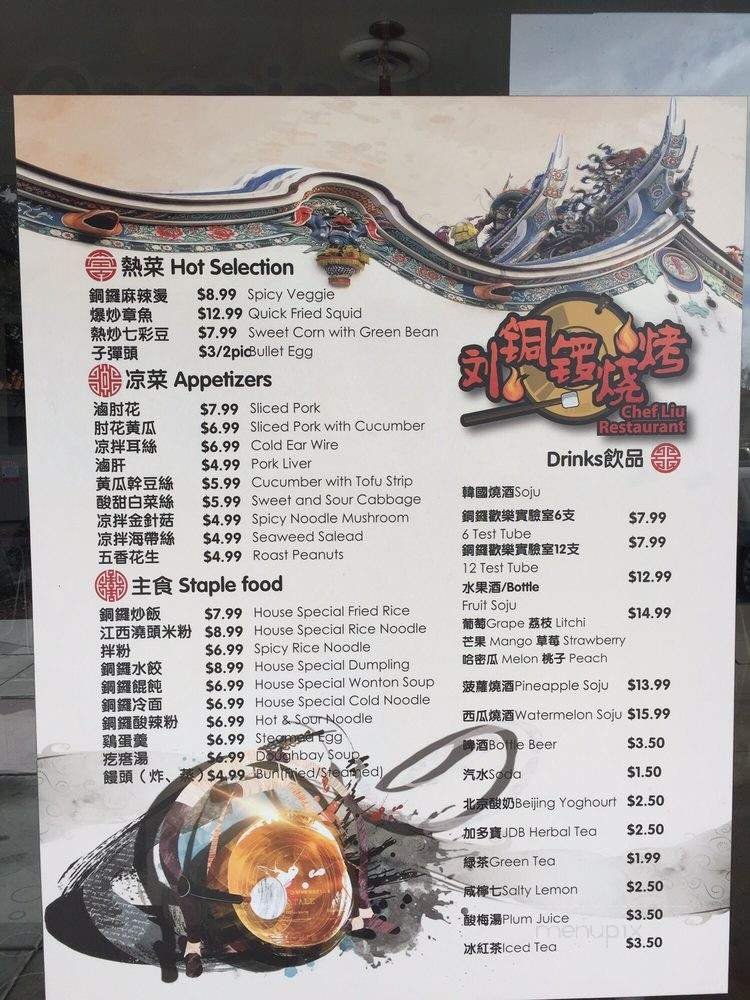 熱菜 Hot Selection
銅鑼麻辣燙 $8.99 Spicy Veggie
爆炒章魚 $12.99 Quick Fried Squid
熱炒七彩豆 $7.99 Sweet Corn with Green Bean
子彈頭 $3/2pic Bullet Egg
凉菜 Appetizers
滷肘花 $7.99 Sliced Pork
肘花黄瓜 $6.99 Sliced Pork with Cucumber
凉拌耳絲 $6.99 Cold Ear Wire
滷肝 $4.99 Pork Liver
黄瓜幹豆絲 $5.99 Cucumber with Tofu Strip
酸甜白菜絲 $5.99 Sweet and Sour Cabbage
凉拌金針菇 $4.99 Spicy Noodle Mushroom
凉拌海帶絲 $4.99 Seaweed Salead
五香花生 $4.99 Roast Peanuts
主食 Staple food
銅鑼炒飯 $7.99 House Special Fried Rice
江西澆頭米粉 $8.99 House Special Rice Noodle
拌粉 $6.99 Spicy Rice Noodle
銅鑼水餃 $8.99 House Special Dumpling
銅鑼餛飩 $6.99 House Special Wonton Soup
銅鑼冷面 $6.99 House Special Cold Noodle
銅鑼酸辣粉 $6.99 Hot & Sour Noodle
鷄蛋羹 $6.99 Steamed Egg
疙瘩湯 $6.99 Doughbay Soup
饅頭（炸、蒸）$4.99 Bun(Fried/Steamed)
刘銅锣烧烤
Chef Liu
Restaurant
Drinks飲品
韓國燒酒Soju
銅鑼歡樂實驗室6支 $7.99
6 Test Tube
銅鑼歡樂實驗室12支 $7.99
12 Test Tube
$12.99
水果酒/Bottle
Fruit Soju
$14.99
葡萄Grape 荔枝 Litchi
芒果 Mango 草莓 Strawberry
哈密瓜 Melon 桃子 Peach
菠蘿燒酒Pineapple Soju $13.99
西瓜燒酒Watermelon Soju $15.99
啤酒Bottle Beer $3.50
汽水Soda $1.50
北京酸奶Beijing Yoghourt $2.50
加多寶JDB Herbal Tea $2.50
綠茶Green Tea $1.99
咸檸七Salty Lemon $2.50
酸梅湯Plum Juice $3.50
menupix
冰紅茶Iced Tea $3.50